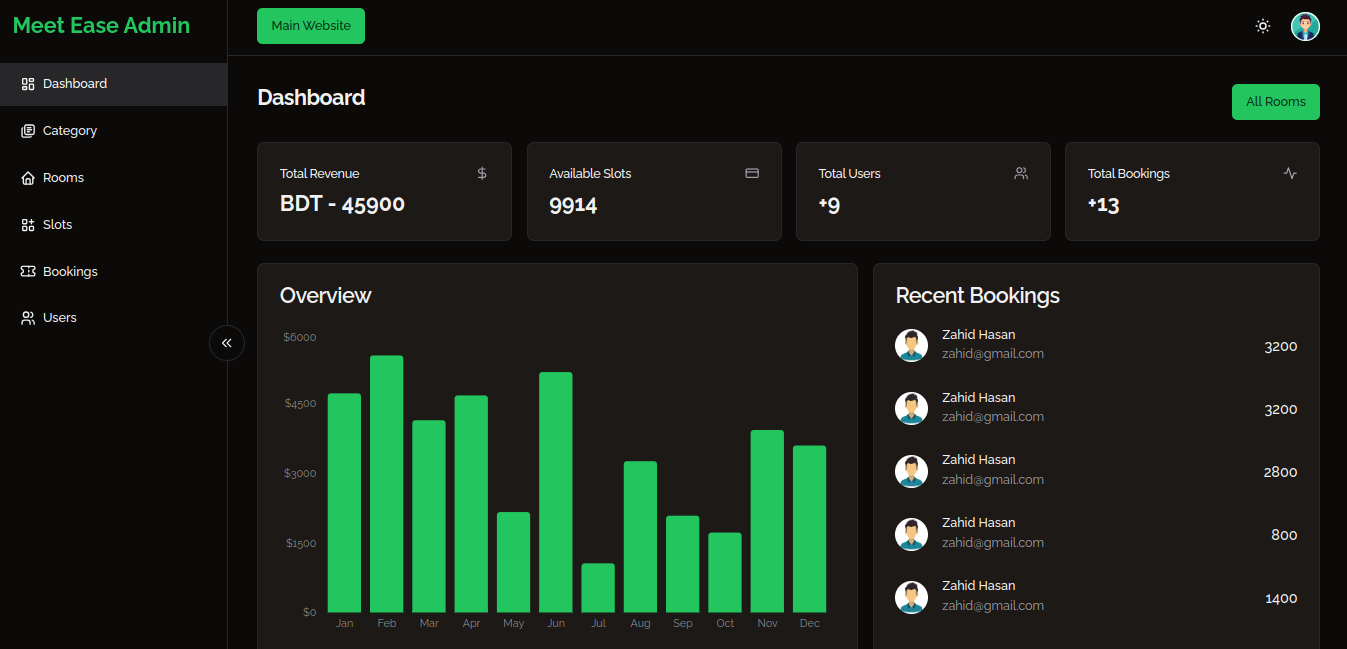 Meet Ease Admin
Main Website
Dashboard
Category
Rooms
Slots
Bookings
Users
Dashboard
All Rooms
Total Revenue
BDT - 45900
Available Slots
9914
Total Users
+9
Total Bookings
+13
Overview
$6000
$4500
$3000
$1500
$0
Jan Feb Mar Apr May Jun Jul Aug Sep Oct Nov Dec
Recent Bookings
Zahid Hasan
zahid@gmail.com
3200
Zahid Hasan
zahid@gmail.com
3200
Zahid Hasan
zahid@gmail.com
2800
Zahid Hasan
zahid@gmail.com
800
Zahid Hasan
zahid@gmail.com
1400